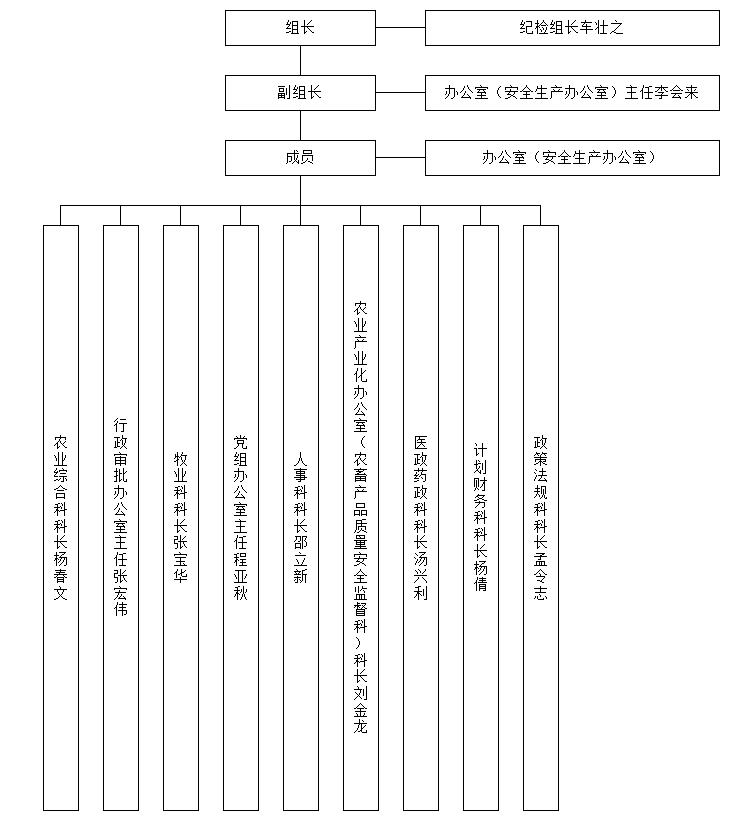 组长
纪检组长车壮之
副组长
办公室（安全生产办公室）主任李会来
成员
办公室（安全生产办公室）
农业综合科科长杨春文
行政审批办公室主任张宏伟
牧业科科长张宝华
党组办公室主任程亚秋
人事科科长邵立新
农业产业化办公室（农畜产品质量安全监督科）科长刘金龙
医政药政科科长汤兴利
计划财务科科长杨倩
政策法规科科长孟令志